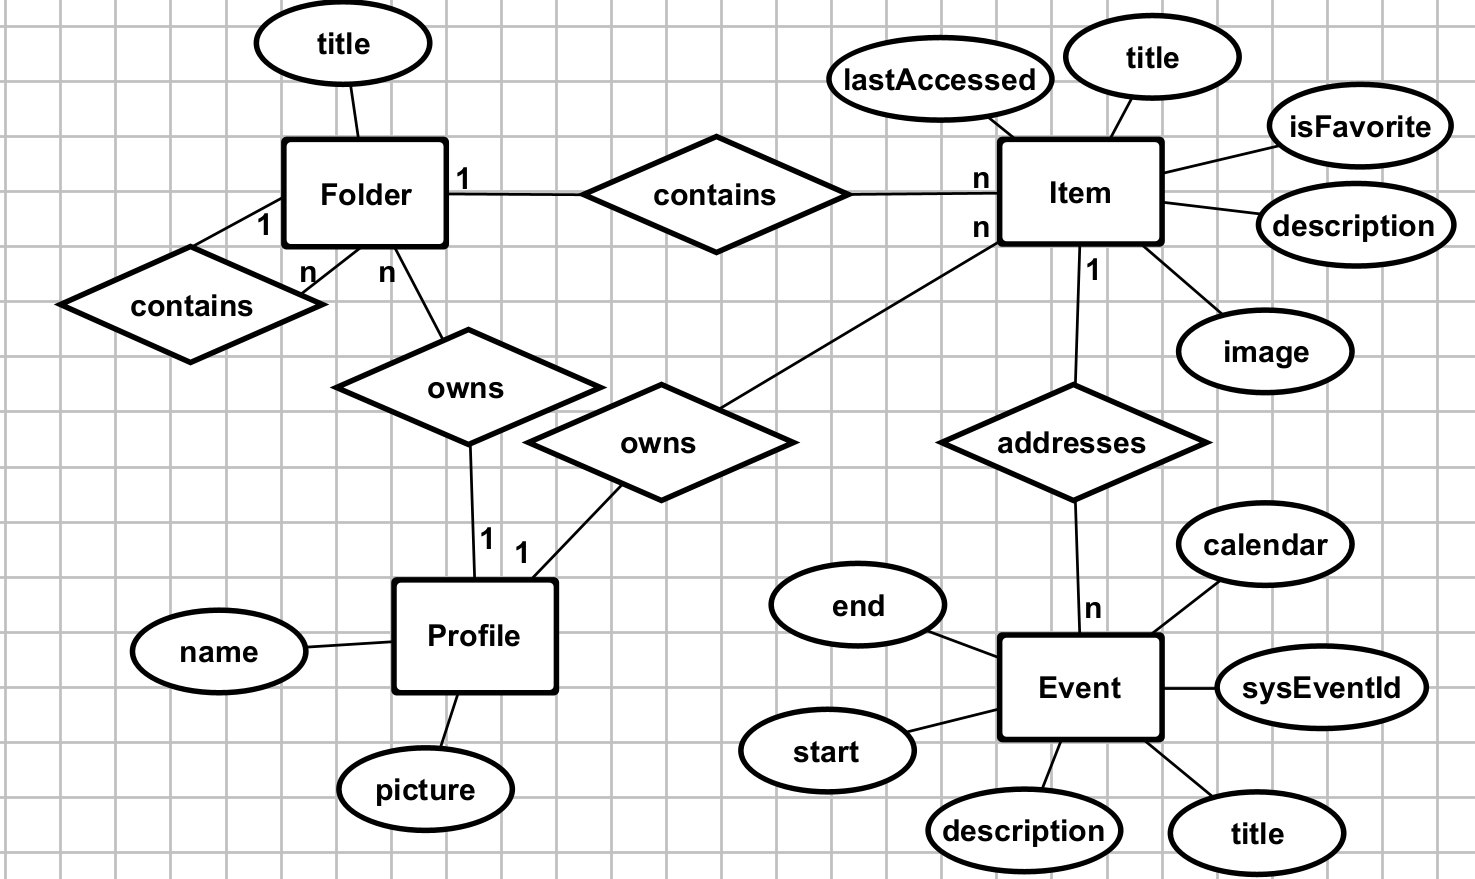 title
lastAccessed
title
isFavorite
Folder
1
contains
n
Item
n
description
1
n
n
contains
1
image
owns
owns
addresses
1
1
calendar
end
n
name
Profile
Event
sysEventId
start
picture
description
title